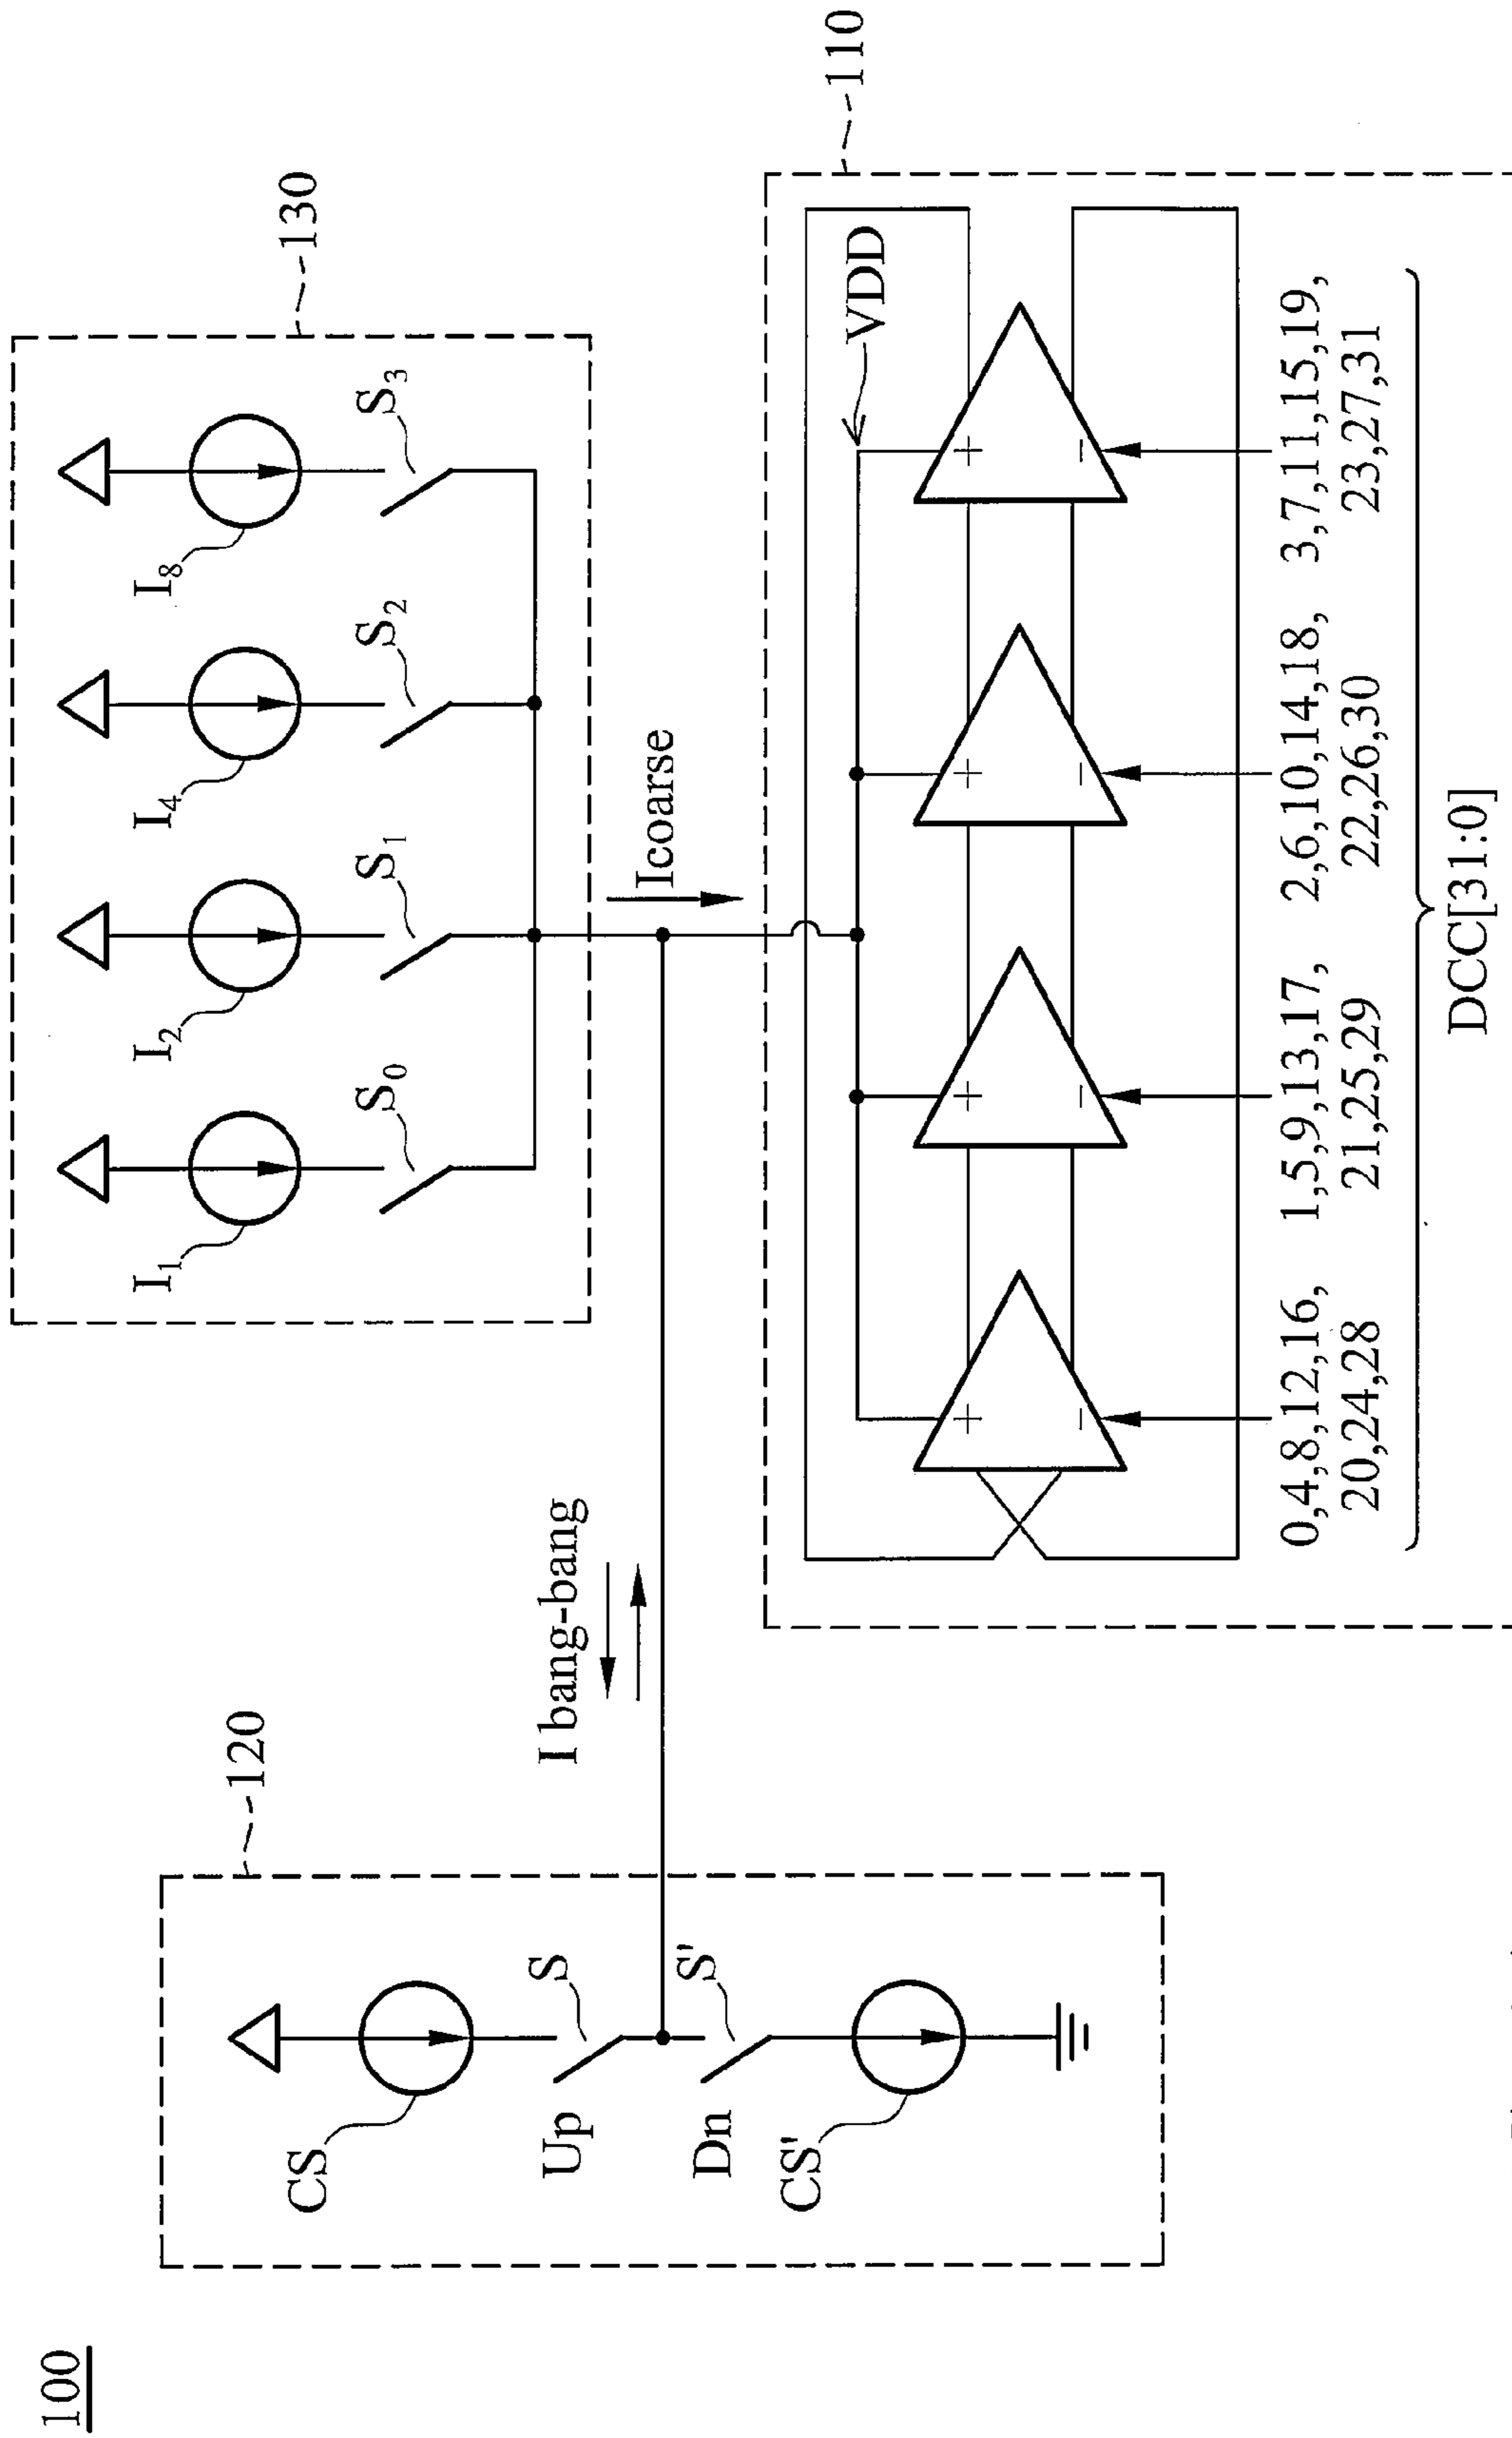 100
120
CS
Up
S
Dn
S'
CS'
I bang-bang
130
I1
I2
I4
I8
S0
S1
S2
S3
Icoarse
110
VDD
+
+
+
+
−
−
−
−
0,4,8,12,16,
20,24,28
1,5,9,13,17,
21,25,29
2,6,10,14,18,
22,26,30
3,7,11,15,19,
23,27,31
DCC[31:0]